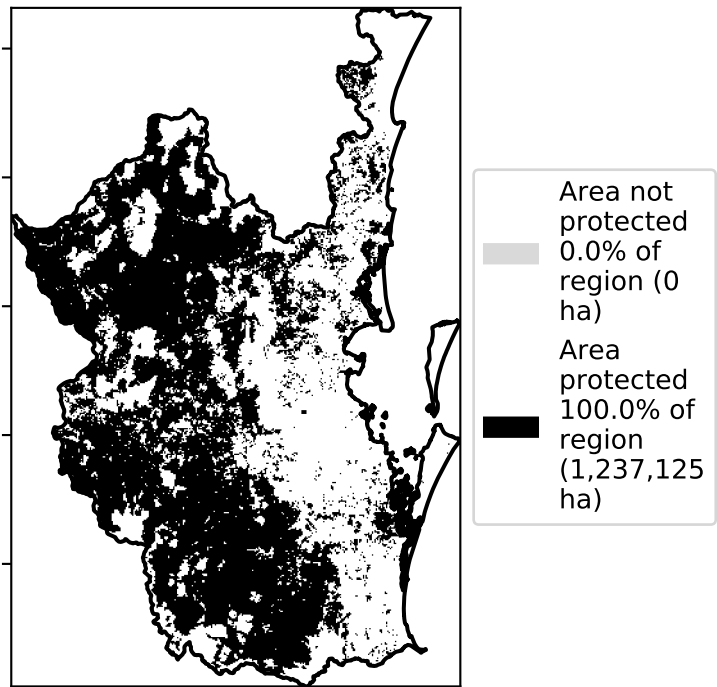 Area not
protected
0.0% of
region (0
ha)
Area
protected
100.0% of
region
(1,237,125
ha)